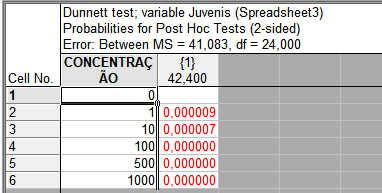 Dunnett test; variable Juvenis (Spreadsheet3)
Probabilities for Post Hoc Tests (2-sided)
Error: Between MS = 41,083, df = 24,000
Cell No. CONCENTRAÇ
ÃO {1}
42,400
1 0
2 1 0,000009
3 10 0,000007
4 100 0,000000
5 500 0,000000
6 1000 0,000000